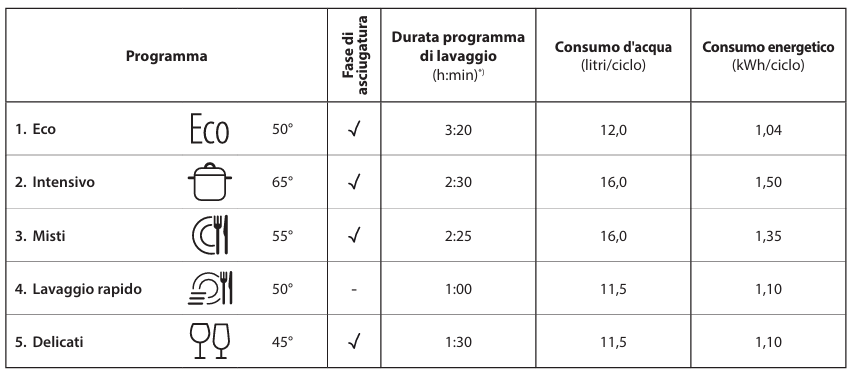 Programma
Fase di
asciugatura
Durata programma
di lavaggio
(h:min)*)
Consumo d'acqua
(litri/ciclo)
Consumo energetico
(kWh/ciclo)
1. Eco Eco 50° √ 3:20 12,0 1,04
2. Intensivo 65° √ 2:30 16,0 1,50
3. Misti 55° √ 2:25 16,0 1,35
4. Lavaggio rapido 50° - 1:00 11,5 1,10
5. Delicati 45° √ 1:30 11,5 1,10